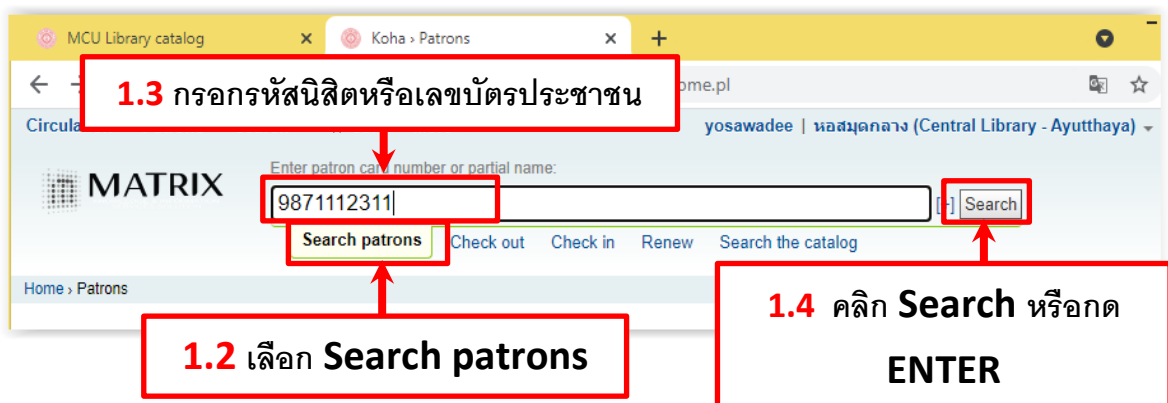 MCU Library catalog
Koha › Patrons
1.3 กรอกรหัสนิสิตหรือเลขบัตรประชาชน
ome.pl
Circula
yosawadee | หอสมุดกลาง (Central Library - Ayutthaya)
MATRIX
Enter patron card number or partial name:
9871112311
Search
Search patrons Check out Check in Renew Search the catalog
Home › Patrons
1.4 คลิก Search หรือกด
ENTER
1.2 เลือก Search patrons